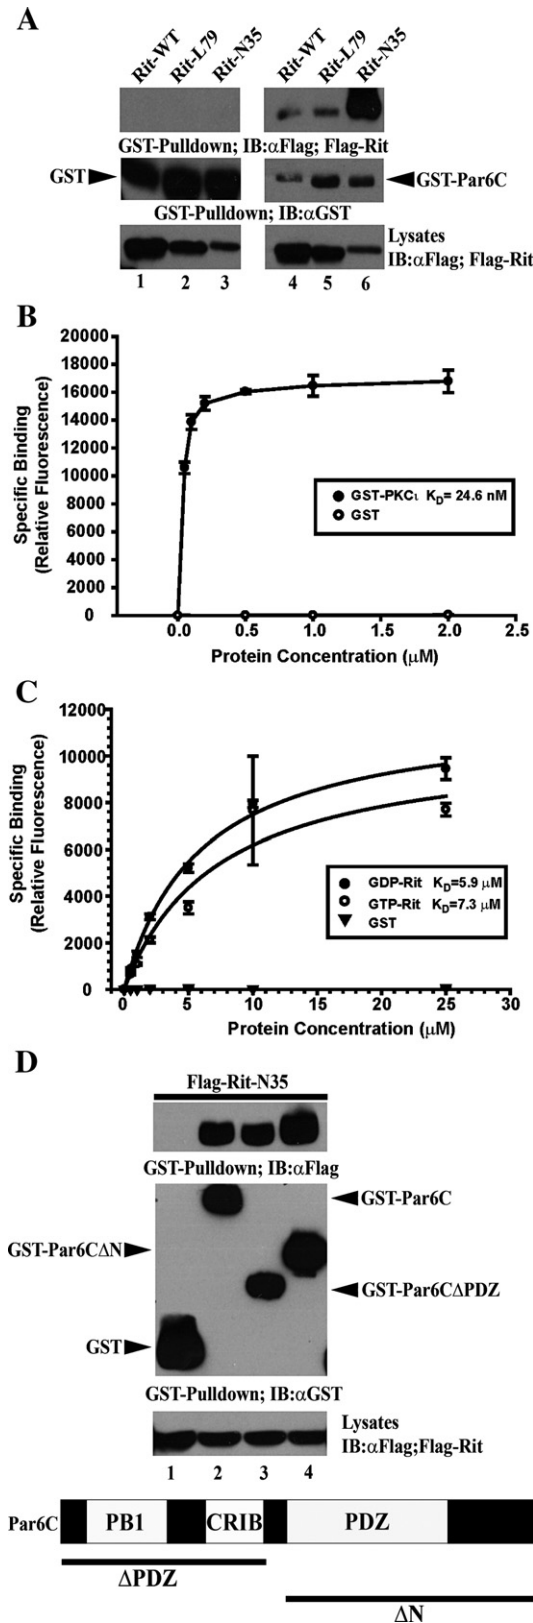 A
Rit-WT Rit-L79 Rit-N35 Rit-WT Rit-L79 Rit-N35
GST-Pulldown; IB:αFlag; Flag-Rit
GST GST-Par6C
GST-Pulldown; IB:αGST
Lysates
IB:αFlag; Flag-Rit
1 2 3 4 5 6
B
20000
18000
16000
14000
12000
10000
8000
6000
4000
2000
0
Specific Binding
(Relative Fluorescence)
GST-PKCι KD= 24.6 nM
GST
0.0 0.5 1.0 1.5 2.0 2.5
Protein Concentration (μM)
C
12000
10000
8000
6000
4000
2000
0
Specific Binding
(Relative Fluorescence)
GDP-Rit KD=5.9 μM
GTP-Rit KD=7.3 μM
GST
0 5 10 15 20 25 30
Protein Concentration (μM)
D
Flag-Rit-N35
GST-Pulldown; IB:αFlag
GST-Par6C
GST-Par6CΔN
GST-Par6CΔPDZ
GST
GST-Pulldown; IB:αGST
Lysates
IB:αFlag;Flag-Rit
1 2 3 4
Par6C PB1 CRIB PDZ
ΔPDZ
ΔN